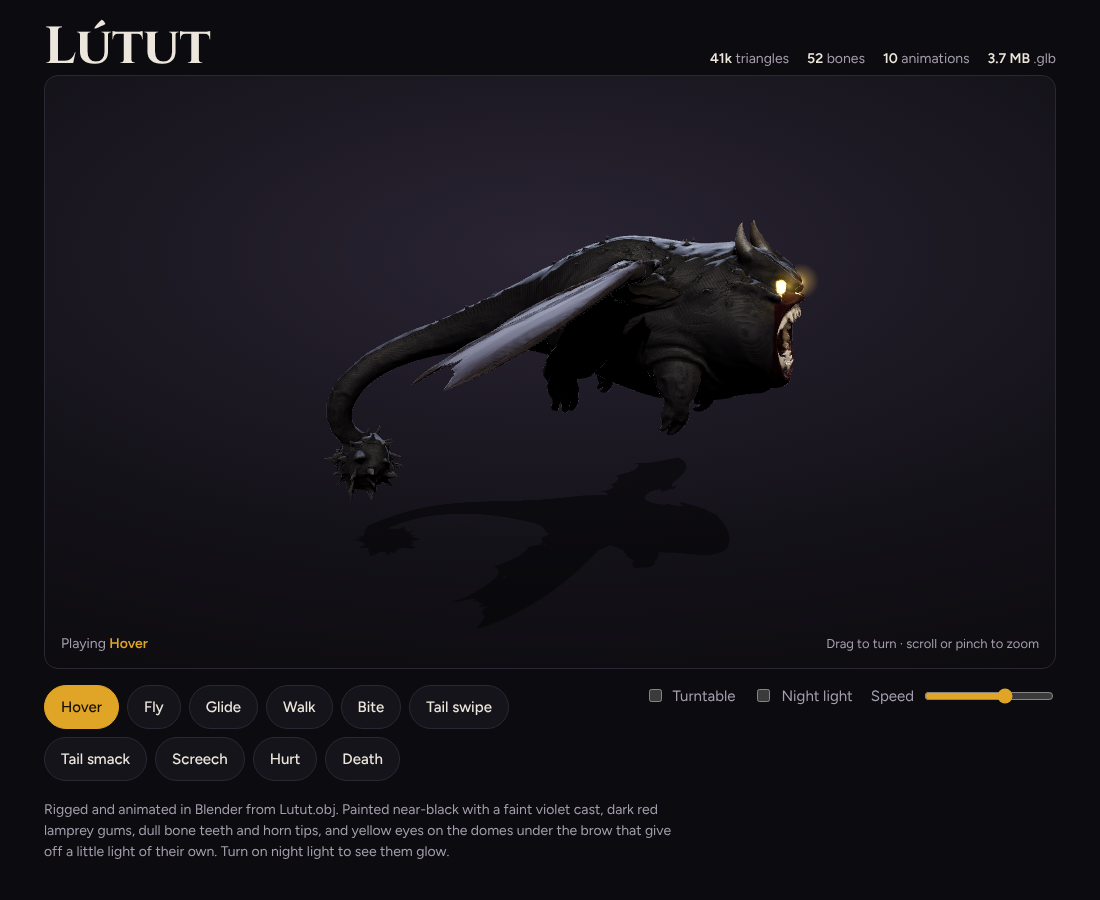 LÚTUT
41k triangles 52 bones 10 animations 3.7 MB .glb
Playing Hover
Drag to turn · scroll or pinch to zoom
Hover Fly Glide Walk Bite Tail swipe
Turntable Night light Speed
Tail smack Screech Hurt Death
Rigged and animated in Blender from Lutut.obj. Painted near-black with a faint violet cast, dark red
lamprey gums, dull bone teeth and horn tips, and yellow eyes on the domes under the brow that give
off a little light of their own. Turn on night light to see them glow.